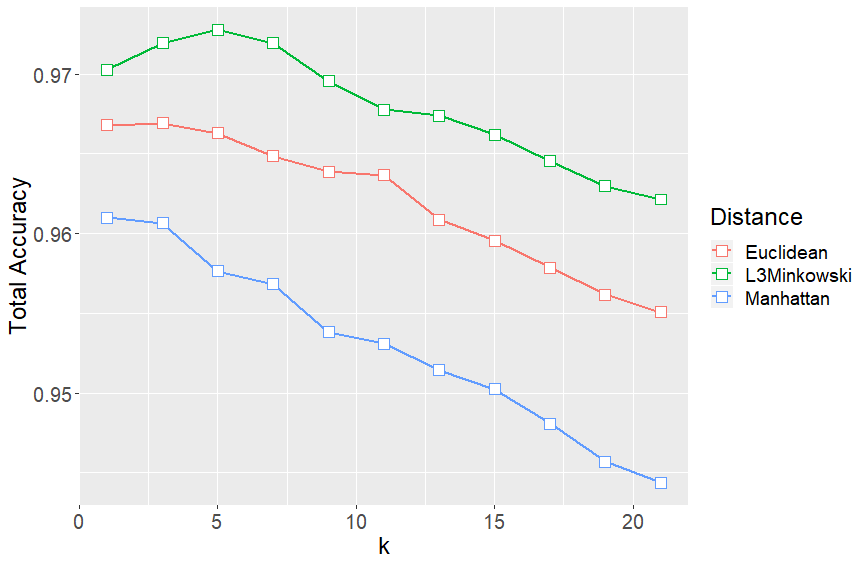 Total Accuracy
0.97
0.96
0.95
0
5
10
15
20
k
Distance
Euclidean
L3Minkowski
Manhattan